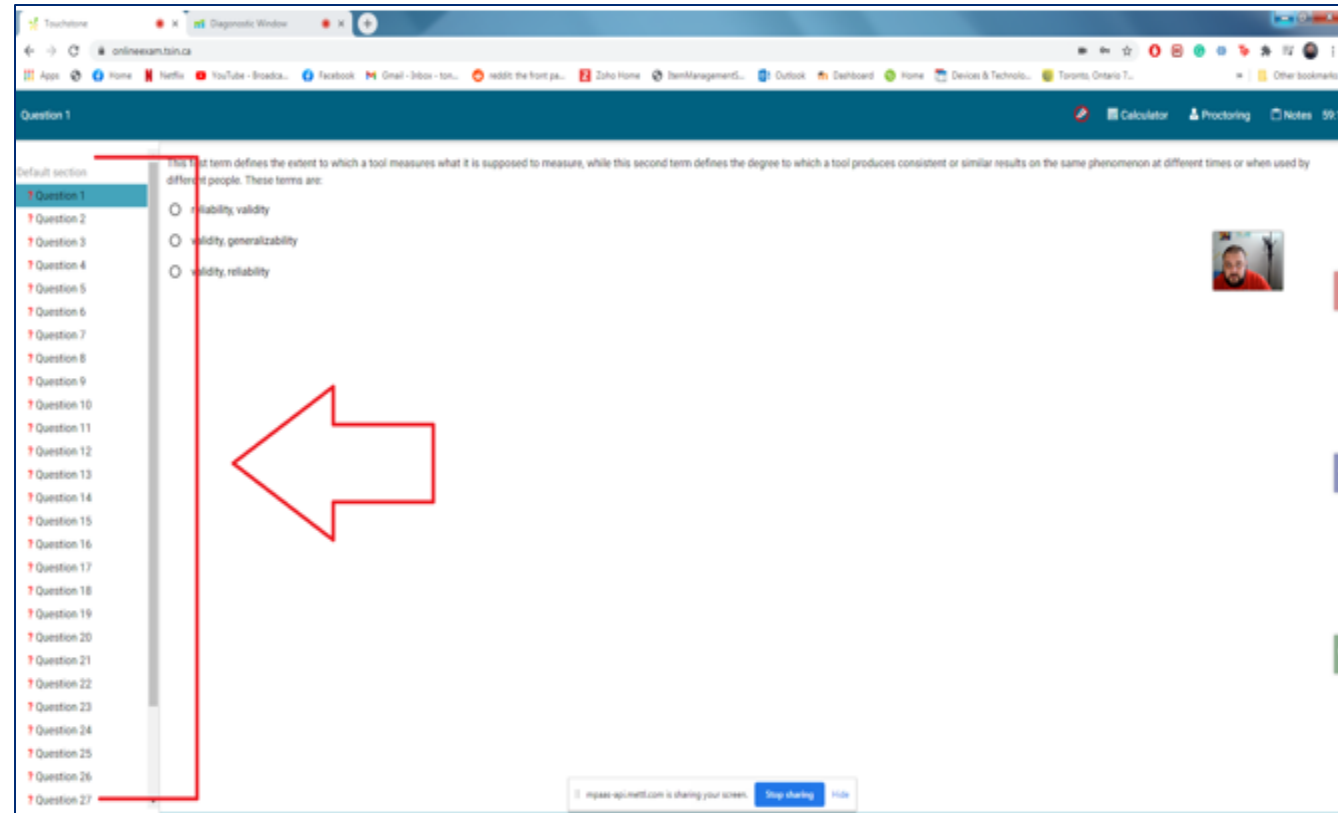 Touchstone
Diagnostic Window
onlineexam.tsin.ca
Apps
Home
Netflix
YouTube - Broadca...
Facebook
Gmail - Inbox - ton...
reddit: the front pa...
Zoho Home
ItemManagementS...
Outlook
Dashboard
Home
Devices & Technolo...
Toronto, Ontario 7...
Other bookmarks
Question 1
Calculator
Proctoring
Notes
59:
Default section
? Question 1
? Question 2
? Question 3
? Question 4
? Question 5
? Question 6
? Question 7
? Question 8
? Question 9
? Question 10
? Question 11
? Question 12
? Question 13
? Question 14
? Question 15
? Question 16
? Question 17
? Question 18
? Question 19
? Question 20
? Question 21
? Question 22
? Question 23
? Question 24
? Question 25
? Question 26
? Question 27
This first term defines the extent to which a tool measures what it is supposed to measure, while this second term defines the degree to which a tool produces consistent or similar results on the same phenomenon at different times or when used by
different people. These terms are:
reliability, validity
validity, generalizability
validity, reliability
mpaas-api.mettl.com is sharing your screen.
Stop sharing
Hide